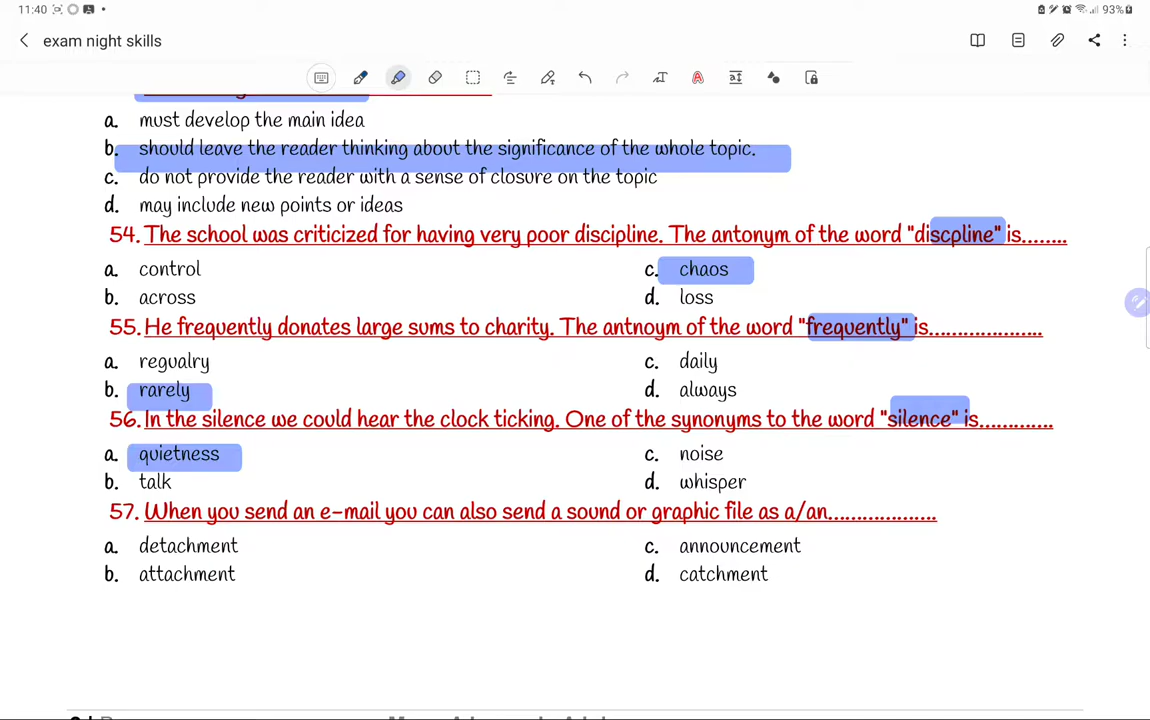 11:40
93%
exam night skills
a. must develop the main idea
b. should leave the reader thinking about the significance of the whole topic.
c. do not provide the reader with a sense of closure on the topic
d. may include new points or ideas
54. The school was criticized for having very poor discipline. The antonym of the word "discpline" is........
a. control
c. chaos
b. across
d. loss
55. He frequently donates large sums to charity. The antnoym of the word "frequently" is.....................
a. regualry
c. daily
b. rarely
d. always
56. In the silence we could hear the clock ticking. One of the synonyms to the word "silence" is.............
a. quietness
c. noise
b. talk
d. whisper
57. When you send an e-mail you can also send a sound or graphic file as a/an...................
a. detachment
c. announcement
b. attachment
d. catchment